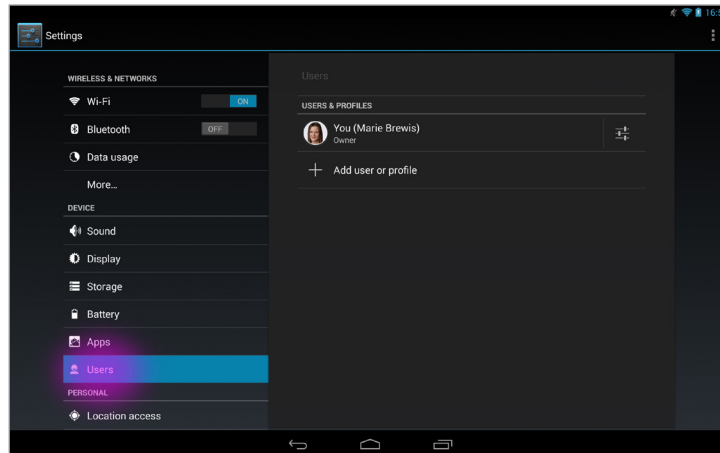 16:5
Settings
WIRELESS & NETWORKS
Wi-Fi
ON
Bluetooth
OFF
Data usage
More...
DEVICE
Sound
Display
Storage
Battery
Apps
Users
PERSONAL
Location access
Users
USERS & PROFILES
You (Marie Brewis)
Owner
Add user or profile